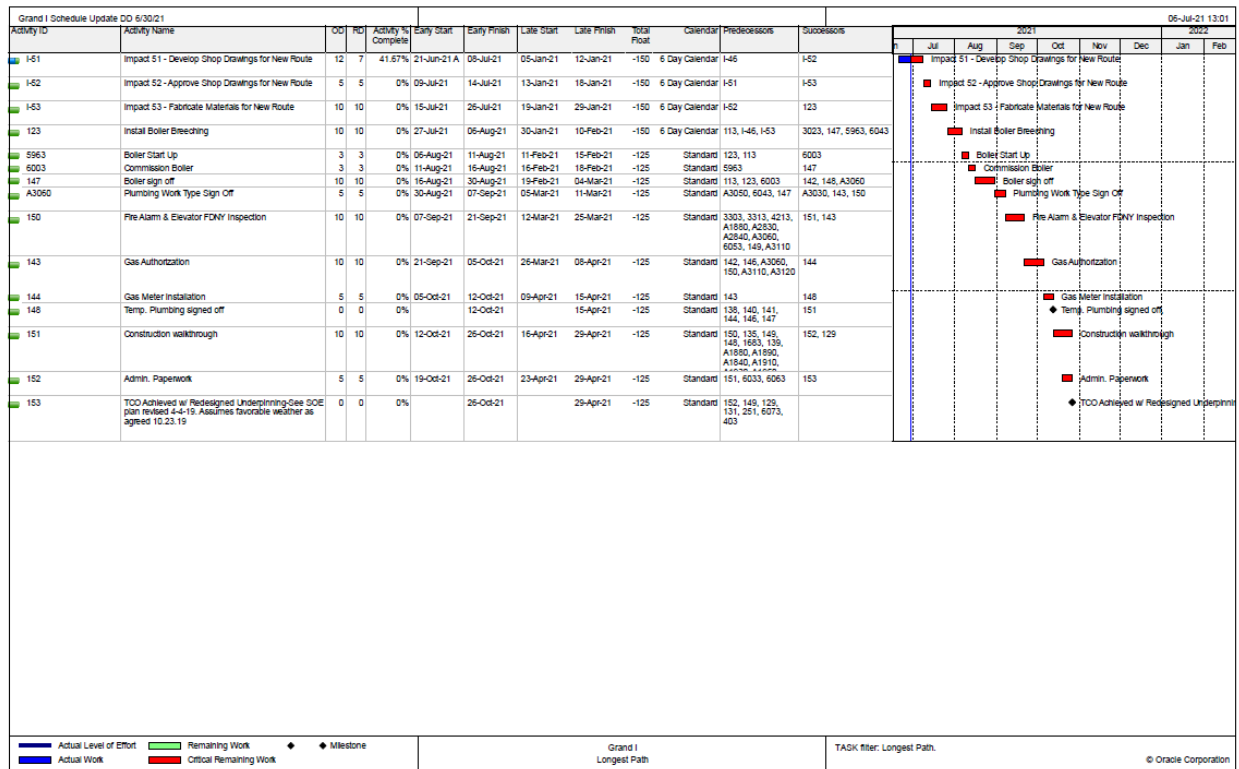 Grand I Schedule Update DD 6/30/21 06-Jul-21 13:01
Activity ID Activity Name OD RD Activity % Complete Early Start Early Finish Late Start Late Finish Total Float Calendar Predecessors Successors 2021 2022
n Jul Aug Sep Oct Nov Dec Jan Feb
I-51 Impact 51 - Develop Shop Drawings for New Route 12 7 41.67% 21-Jun-21 A 08-Jul-21 05-Jan-21 12-Jan-21 -150 6 Day Calendar I-46 I-52 Impact 51 - Develop Shop Drawings for New Route
I-52 Impact 52 - Approve Shop Drawings for New Route 5 5 0% 09-Jul-21 14-Jul-21 13-Jan-21 18-Jan-21 -150 6 Day Calendar I-51 I-53 Impact 52 - Approve Shop Drawings for New Route
I-53 Impact 53 - Fabricate Materials for New Route 10 10 0% 15-Jul-21 26-Jul-21 19-Jan-21 29-Jan-21 -150 6 Day Calendar I-52 123 Impact 53 - Fabricate Materials for New Route
123 Install Boiler Breeching 10 10 0% 27-Jul-21 06-Aug-21 30-Jan-21 10-Feb-21 -150 6 Day Calendar 113, I-46, I-53 3023, 147, 5963, 6043 Install Boiler Breeching
5963 Boiler Start Up 3 3 0% 06-Aug-21 11-Aug-21 11-Feb-21 15-Feb-21 -125 Standard 123, 113 6003 Boiler Start Up
6003 Commission Boiler 3 3 0% 11-Aug-21 16-Aug-21 16-Feb-21 18-Feb-21 -125 Standard 5963 147 Commission Boiler
147 Boiler sign off 10 10 0% 16-Aug-21 30-Aug-21 19-Feb-21 04-Mar-21 -125 Standard 113, 123, 6003 142, 148, A3060 Boiler sign off
A3060 Plumbing Work Type Sign Off 5 5 0% 30-Aug-21 07-Sep-21 05-Mar-21 11-Mar-21 -125 Standard A3050, 6043, 147 A3030, 143, 150 Plumbing Work Type Sign Off
150 Fire Alarm & Elevator FDNY Inspection 10 10 0% 07-Sep-21 21-Sep-21 12-Mar-21 25-Mar-21 -125 Standard 3303, 3313, 4213, 151, 143 Fire Alarm & Elevator FDNY Inspection
A1880, A2830,
A2840, A3060,
6053, 149, A3110
143 Gas Authorization 10 10 0% 21-Sep-21 05-Oct-21 26-Mar-21 08-Apr-21 -125 Standard 142, 146, A3060, 144 Gas Authorization
150, A3110, A3120
144 Gas Meter Installation 5 5 0% 05-Oct-21 12-Oct-21 09-Apr-21 15-Apr-21 -125 Standard 143 148 Gas Meter Installation
148 Temp. Plumbing signed off 0 0 0% 12-Oct-21 15-Apr-21 -125 Standard 138, 140, 141, 151 Temp. Plumbing signed off,
144, 146, 147
151 Construction walkthrough 10 10 0% 12-Oct-21 26-Oct-21 16-Apr-21 29-Apr-21 -125 Standard 150, 135, 149, 152, 129 Construction walkthrough
148, 1683, 139,
A1880, A1890,
A1840, A1910,
152 Admin. Paperwork 5 5 0% 19-Oct-21 26-Oct-21 23-Apr-21 29-Apr-21 -125 Standard 151, 6033, 6063 153 Admin. Paperwork
153 TCO Achieved w/ Redesigned Underpinning-See SOE 0 0 0% 26-Oct-21 29-Apr-21 -125 Standard 152, 149, 129, TCO Achieved w/ Redesigned Underpinnin
plan revised 4-4-19. Assumes favorable weather as 131, 251, 6073,
agreed 10.23.19 403
Actual Level of Effort Remaining Work Milestone Grand I TASK filter: Longest Path.
Actual Work Critical Remaining Work Longest Path © Oracle Corporation